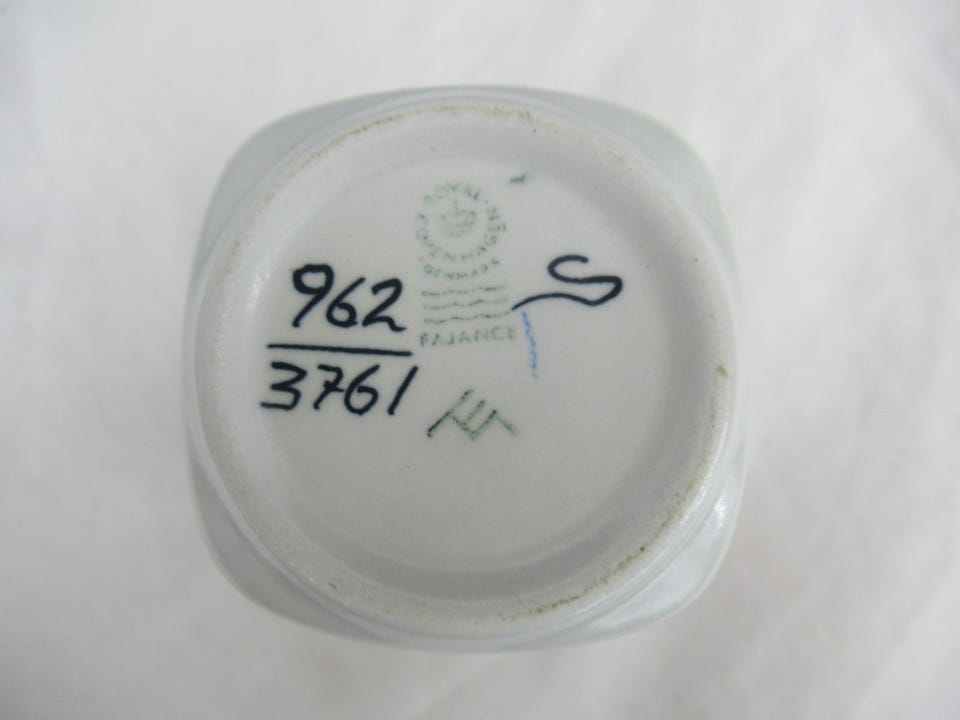 ROYAL COPENHAGEN
DENMARK
FAJANCE
962
3761
S